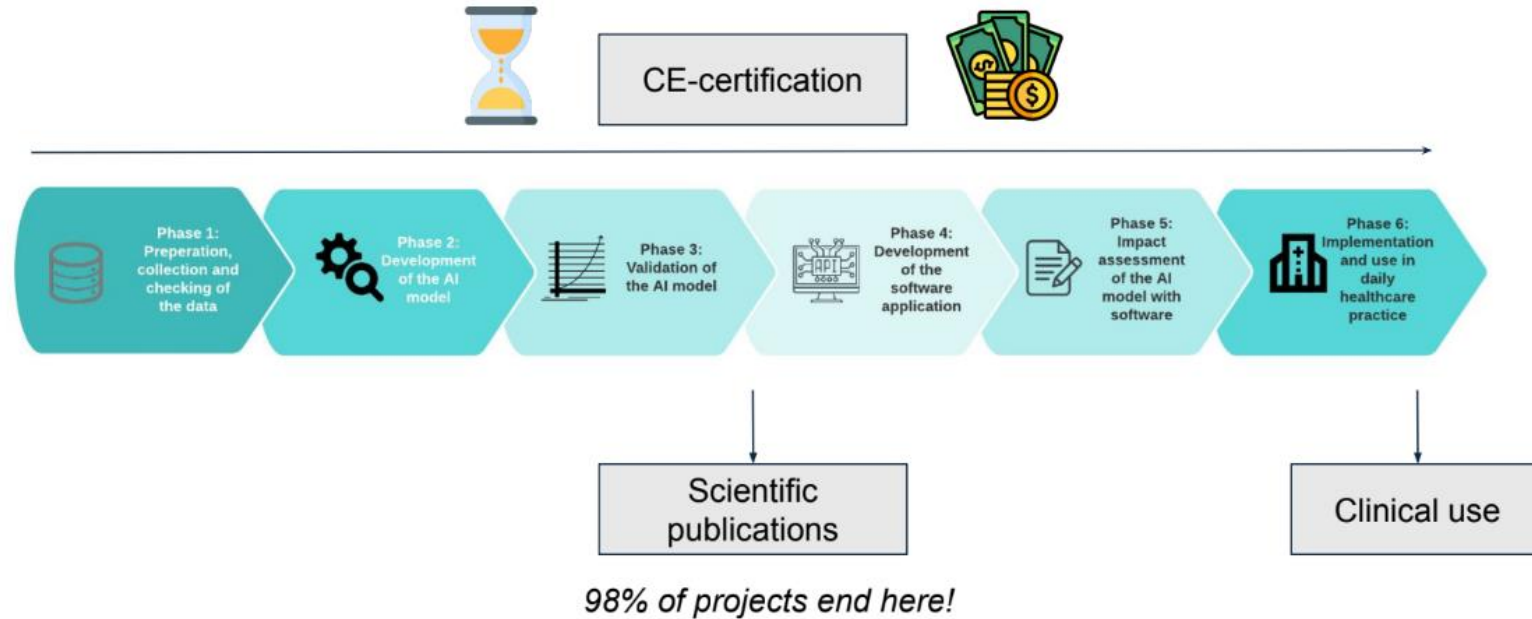 CE-certification
Phase 1:
Preperation,
collection and
checking of
the data
Phase 2:
Development
of the AI
model
Phase 3:
Validation of
the AI model
API
Phase 4:
Development
of the
software
application
Phase 5:
Impact
assessment
of the AI
model with
software
Phase 6:
Implementation
and use in
daily
healthcare
practice
Scientific
publications
Clinical use
98% of projects end here!